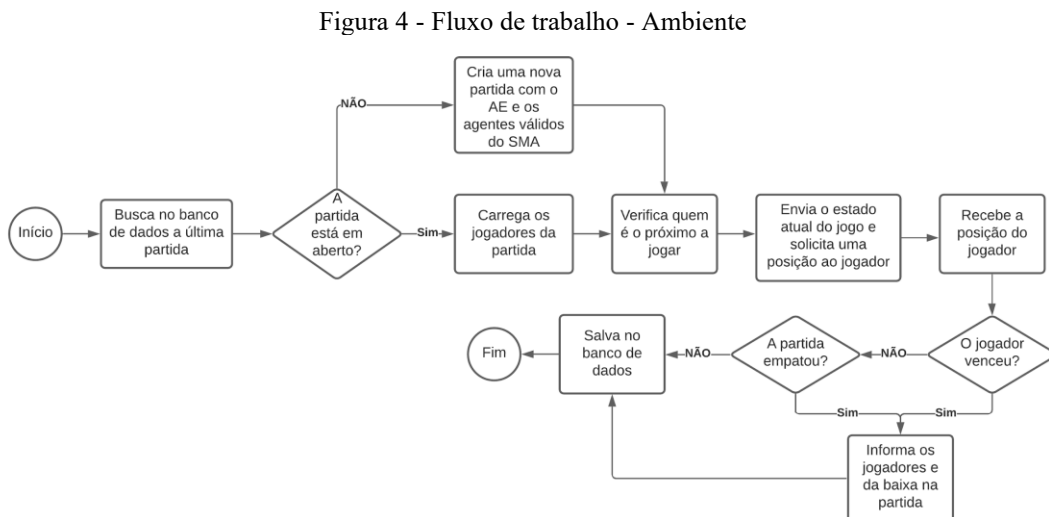 Figura 4 - Fluxo de trabalho - Ambiente
Início
Busca no banco
de dados a última
partida
A
partida
está em
aberto?
NÃO
Cria uma nova
partida com o
AE e os
agentes válidos
do SMA
Sim
Carrega os
jogadores da
partida
Verifica quem
é o próximo a
jogar
Envia o estado
atual do jogo e
solicita uma
posição ao jogador
Recebe a
posição do
jogador
O jogador
venceu?
NÃO
A partida
empatou?
NÃO
Salva no
banco de
dados
Fim
Sim
Sim
Informa os
jogadores e
da baixa na
partida